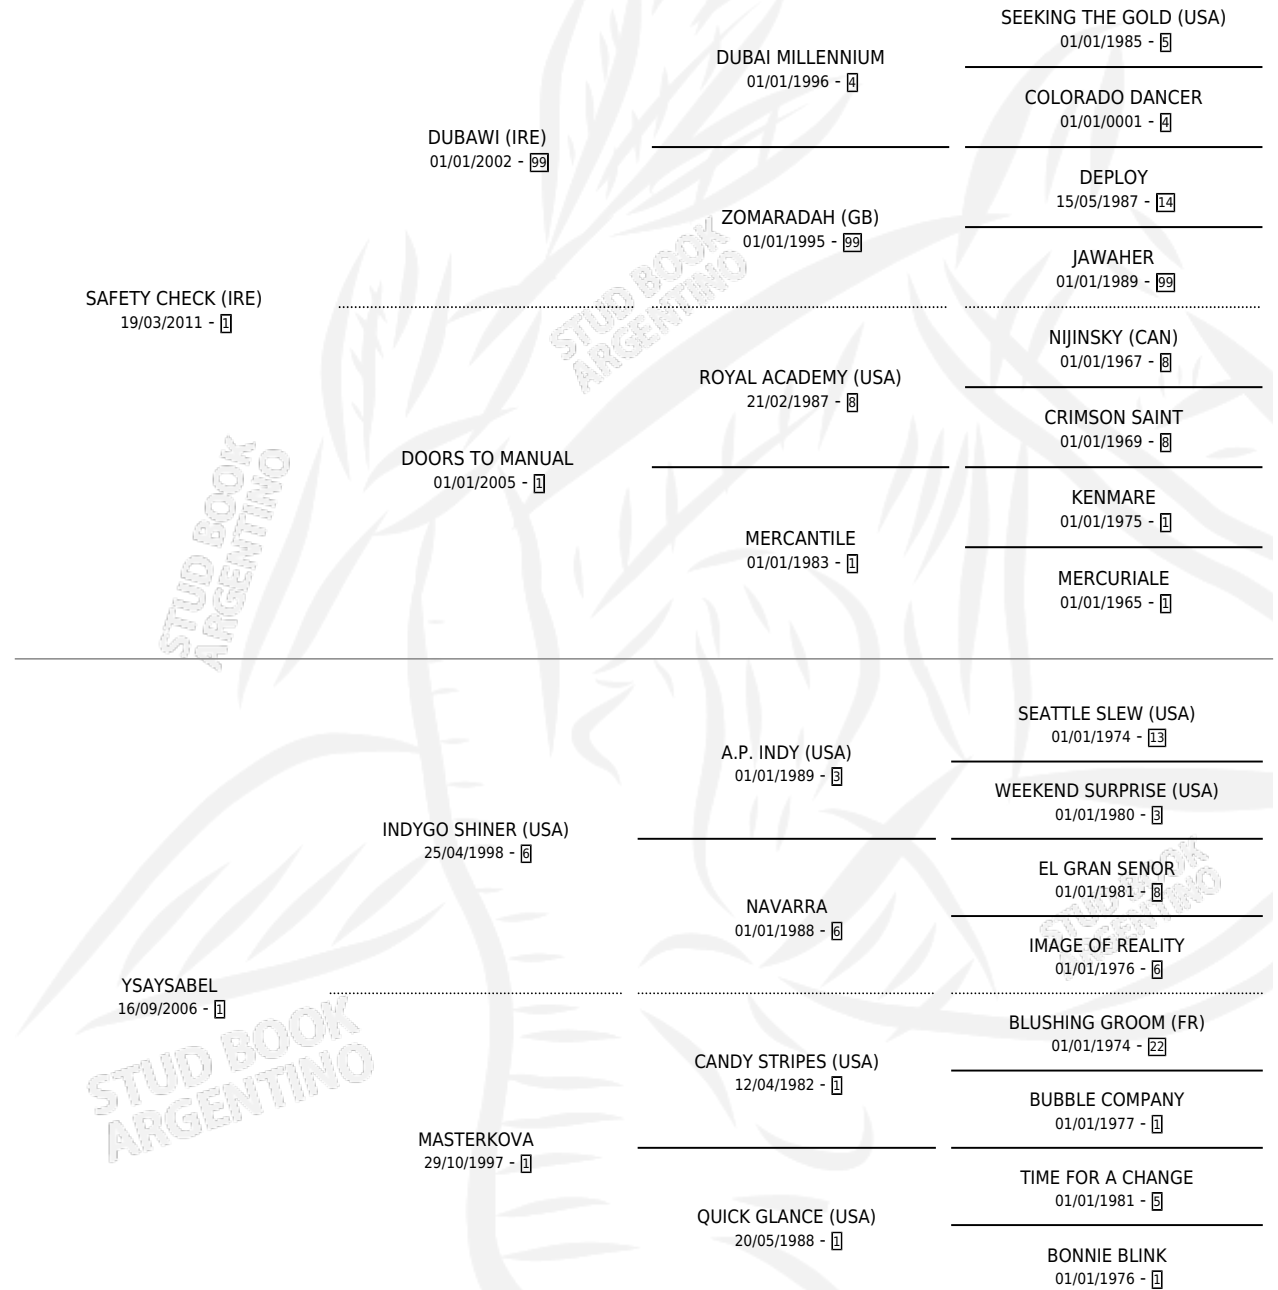 SEEKING THE GOLD (USA)
01/01/1985 - 5
DUBAI MILLENNIUM
01/01/1996 - 4
COLORADO DANCER
01/01/0001 - 4
DUBAWI (IRE)
01/01/2002 - 99
DEPLOY
15/05/1987 - 14
ZOMARADAH (GB)
01/01/1995 - 99
JAWAHER
01/01/1989 - 99
SAFETY CHECK (IRE)
19/03/2011 - 1
NIJINSKY (CAN)
01/01/1967 - 8
ROYAL ACADEMY (USA)
21/02/1987 - 8
CRIMSON SAINT
01/01/1969 - 8
DOORS TO MANUAL
01/01/2005 - 1
KENMARE
01/01/1975 - 1
MERCANTILE
01/01/1983 - 1
MERCURIALE
01/01/1965 - 1
SEATTLE SLEW (USA)
01/01/1974 - 13
A.P. INDY (USA)
01/01/1989 - 3
WEEKEND SURPRISE (USA)
01/01/1980 - 3
INDYGO SHINER (USA)
25/04/1998 - 6
EL GRAN SENOR
01/01/1981 - 8
NAVARRA
01/01/1988 - 6
IMAGE OF REALITY
01/01/1976 - 6
YSAYSABEL
16/09/2006 - 1
BLUSHING GROOM (FR)
01/01/1974 - 22
CANDY STRIPES (USA)
12/04/1982 - 1
BUBBLE COMPANY
01/01/1977 - 1
MASTERKOVA
29/10/1997 - 1
TIME FOR A CHANGE
01/01/1981 - 5
QUICK GLANCE (USA)
20/05/1988 - 1
BONNIE BLINK
01/01/1976 - 1
STUD BOOK
ARGENTINO
STUD BOOK
ARGENTINO
STUD BOOK
ARGENTINO
STUD BOOK
ARGENTINO